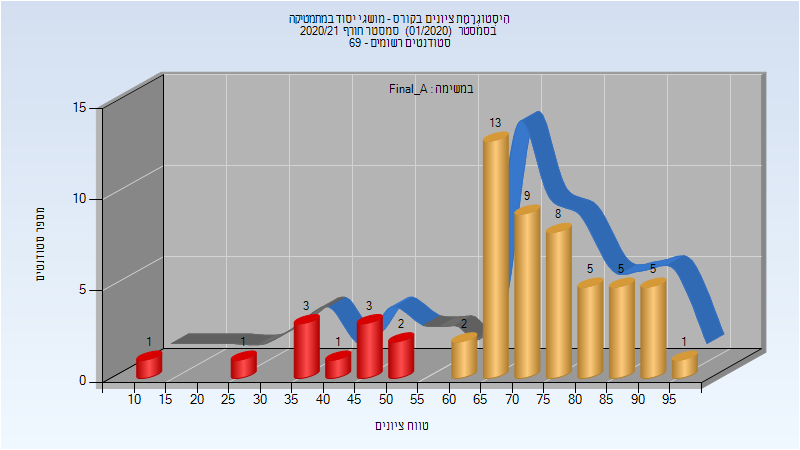 הִיסְטוֹגְרָמַת ציונים בקורס - מושגי יסוד במתמטיקה
בסמסטר (01/2020) סמסטר חורף 2020/21
סטודנטים רשומים - 69
במשימה : Final_A
מספר סטודנטים
15
10
5
0
1
1
3
1
3
2
2
13
9
8
5
5
5
1
10 15 20 25 30 35 40 45 50 55 60 65 70 75 80 85 90 95
טווח ציונים